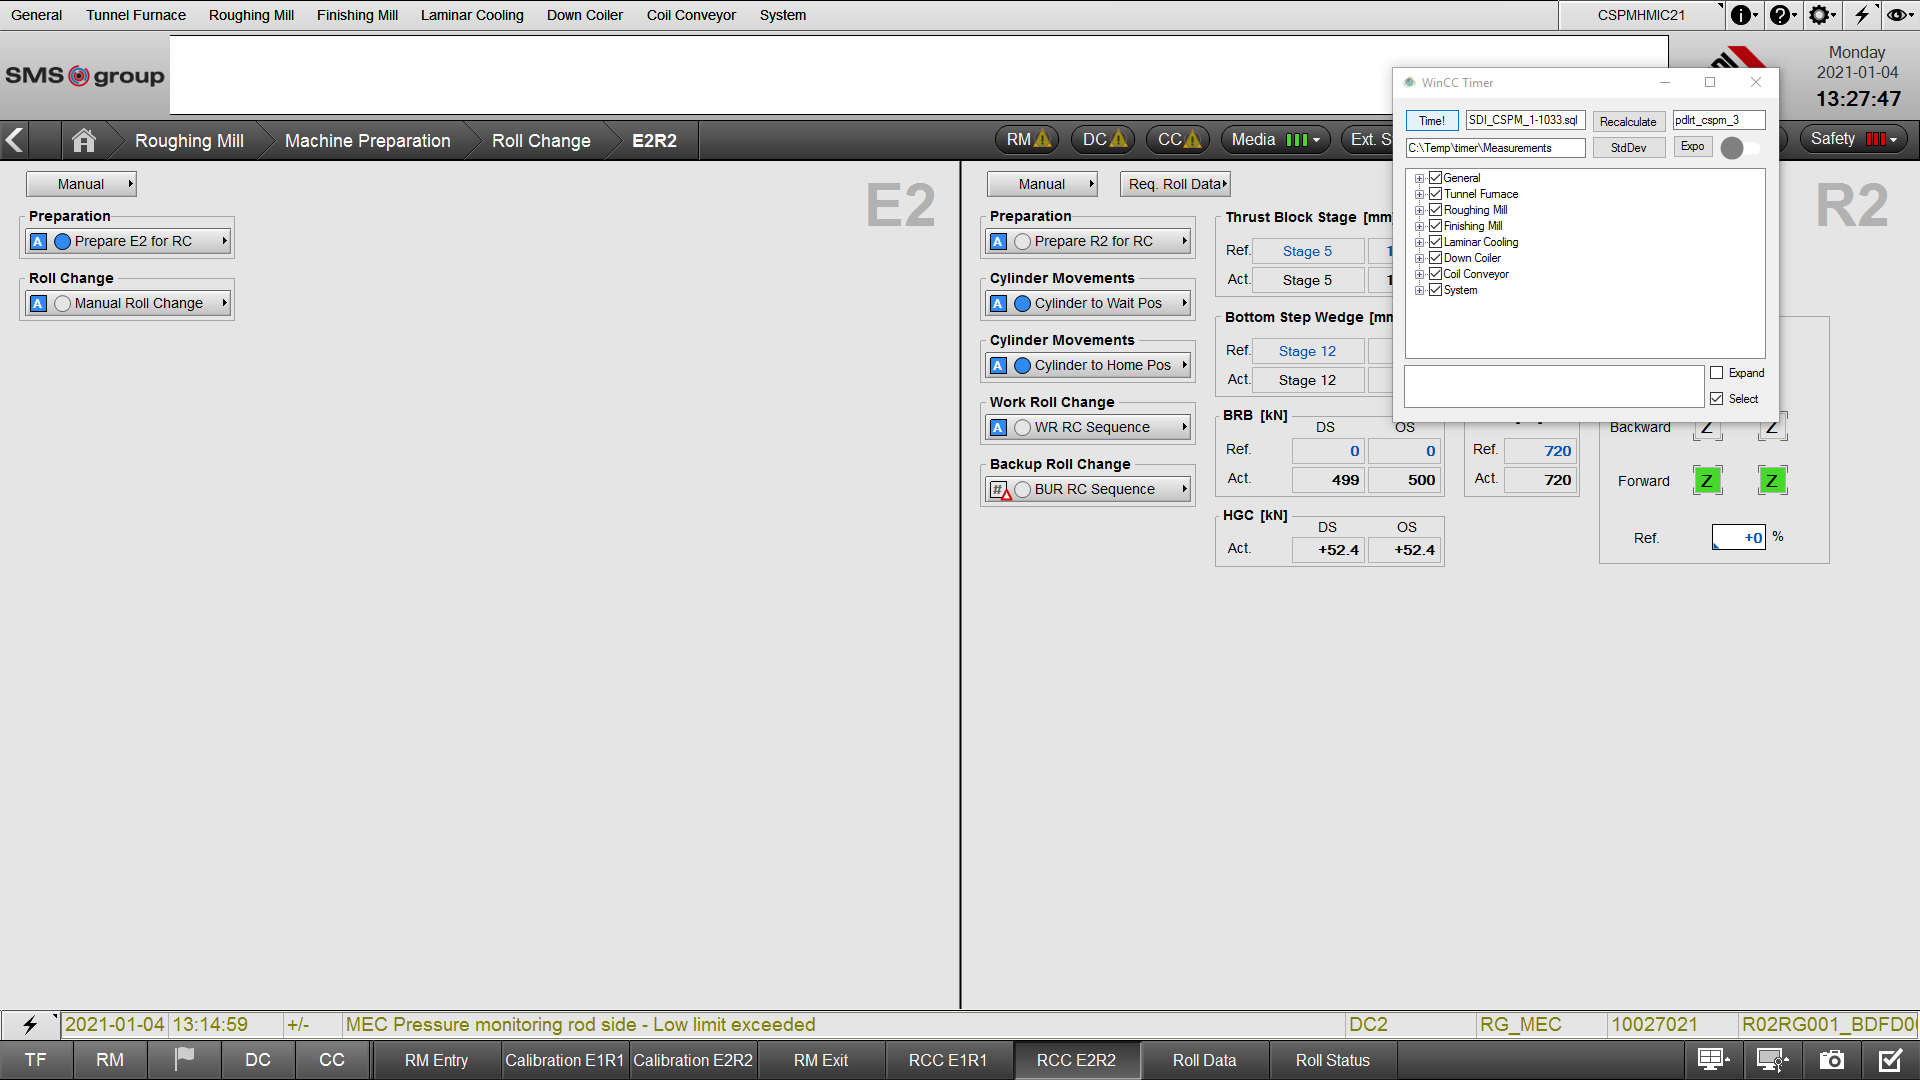 General Tunnel Furnace Roughing Mill Finishing Mill Laminar Cooling Down Coiler Coil Conveyor System CSPMHMIC21
SMS group
Monday
2021-01-04
13:27:47
Roughing Mill Machine Preparation Roll Change E2R2 RM DC CC Media Ext. S Safety
WinCC Timer
Time! SDI_CSPM_1-1033.sql Recalculate pdlrt_cspm_3
C:\Temp\timer\Measurements StdDev Expo
General
Tunnel Furnace
Roughing Mill
Finishing Mill
Laminar Cooling
Down Coiler
Coil Conveyor
System
Expand
Select
Manual
E2
Preparation
A Prepare E2 for RC
Roll Change
A Manual Roll Change
Manual Req. Roll Data
R2
Preparation
A Prepare R2 for RC
Cylinder Movements
A Cylinder to Wait Pos
Cylinder Movements
A Cylinder to Home Pos
Work Roll Change
A WR RC Sequence
Backup Roll Change
# BUR RC Sequence
Thrust Block Stage [mm
Ref. Stage 5 1
Act. Stage 5 1
Bottom Step Wedge [mm
Ref. Stage 12
Act. Stage 12
BRB [kN]
DS OS
Ref. 0 0
Act. 499 500
HGC [kN]
DS OS
Act. +52.4 +52.4
Ref. 720
Act. 720
Backward Z Z
Forward Z Z
Ref. +0 %
2021-01-04 13:14:59 +/- MEC Pressure monitoring rod side - Low limit exceeded DC2 RG_MEC 10027021 R02RG001_BDFD0
TF RM DC CC RM Entry Calibration E1R1 Calibration E2R2 RM Exit RCC E1R1 RCC E2R2 Roll Data Roll Status